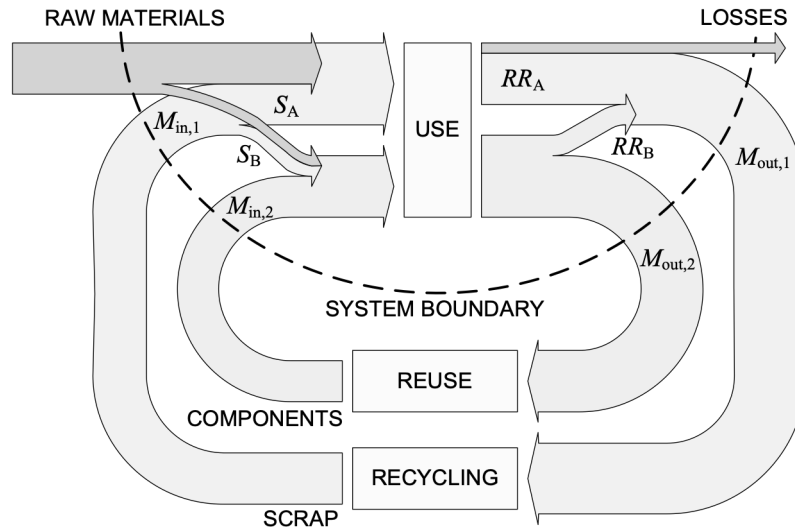 RAW MATERIALS
LOSSES
S_A
RR_A
M_in,1
USE
S_B
RR_B
M_out,1
M_in,2
M_out,2
SYSTEM BOUNDARY
REUSE
COMPONENTS
RECYCLING
SCRAP